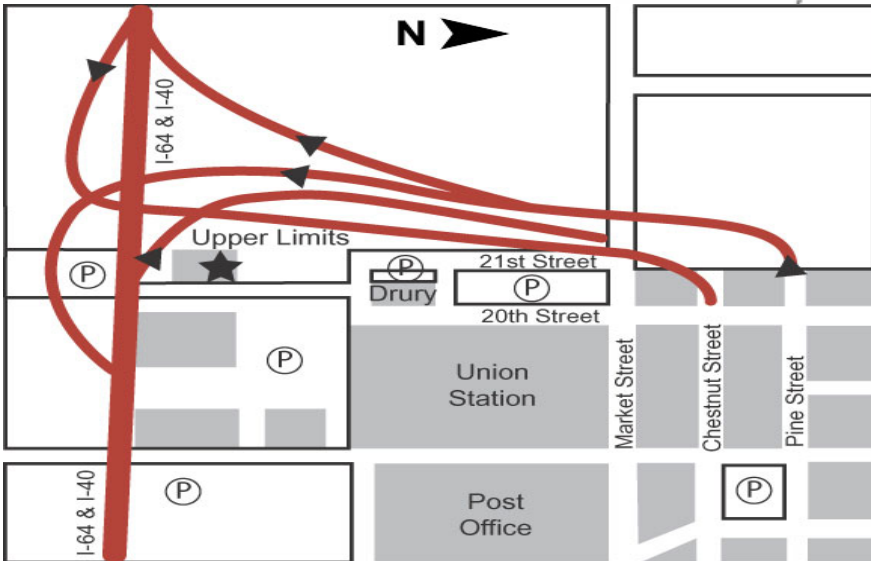 N
I-64 & I-40
Upper Limits
P
P
21st Street
P
Drury
20th Street
P
Union
Station
Market Street
Chestnut Street
Pine Street
I-64 & I-40
P
Post
Office
P